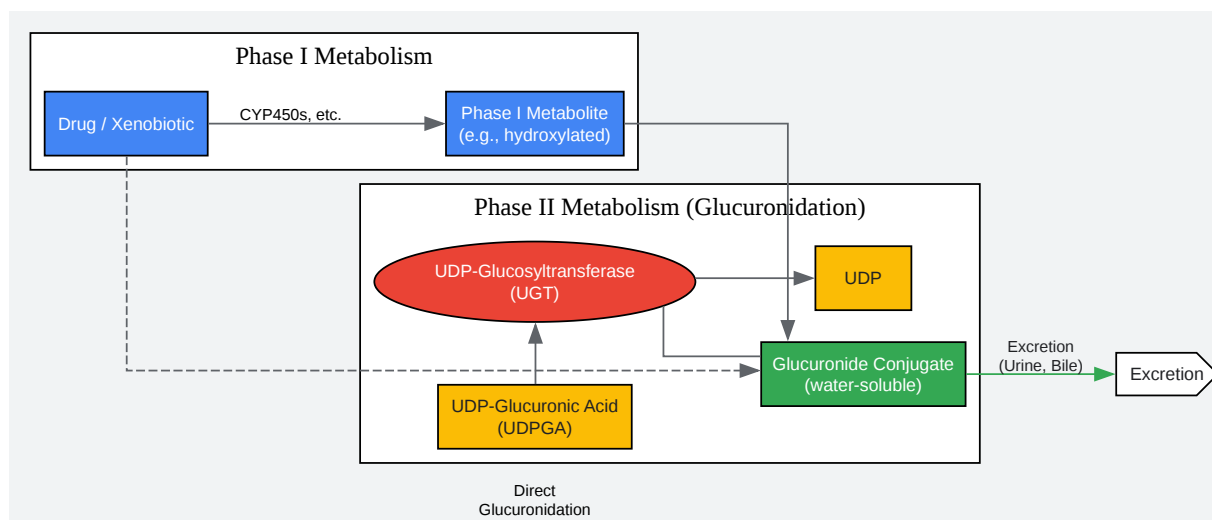 Phase I Metabolism
Drug / Xenobiotic
CYP450s, etc.
Phase I Metabolite
(e.g., hydroxylated)
Phase II Metabolism (Glucuronidation)
UDP-Glucosyltransferase
(UGT)
UDP
Glucuronide Conjugate
(water-soluble)
Excretion
(Urine, Bile)
Excretion
UDP-Glucuronic Acid
(UDPGA)
Direct
Glucuronidation